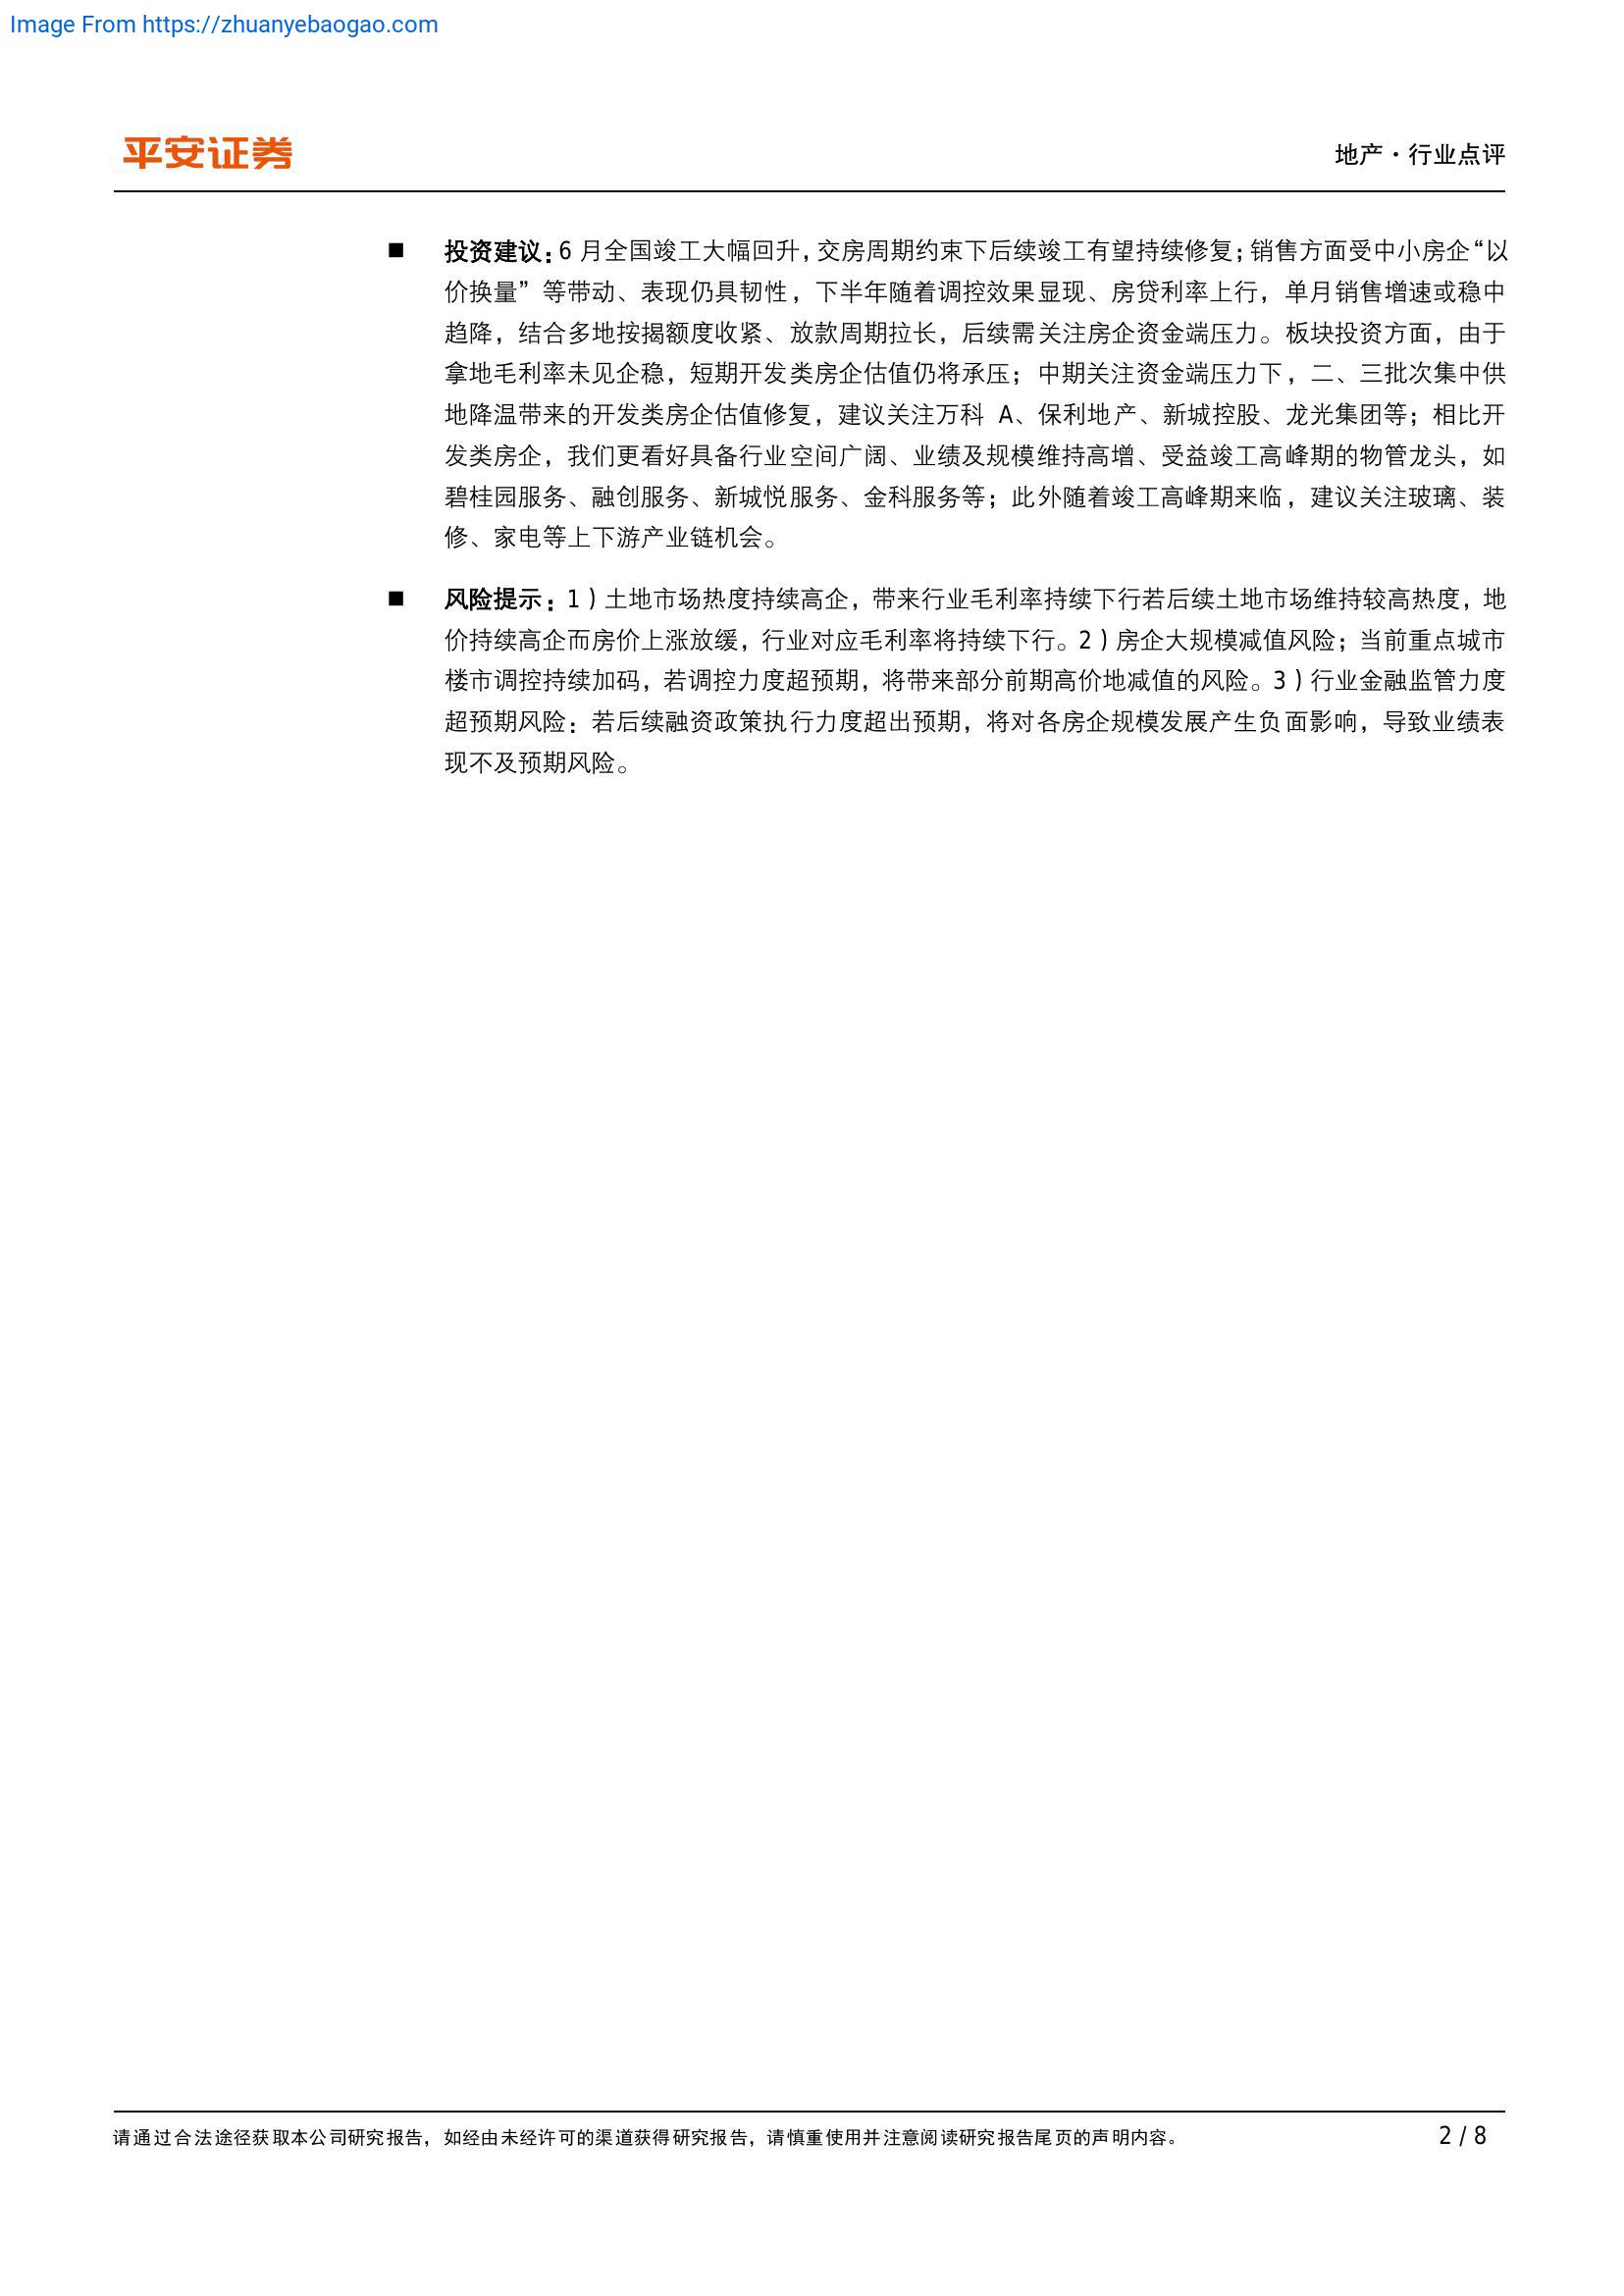 Image From https://zhuanyebaogao.com
平安证券
地产·行业点评
■ 投资建议：6 月全国竣工大幅回升，交房周期约束下后续竣工有望持续修复；销售方面受中小房企“以
价换量”等带动、表现仍具韧性，下半年随着调控效果显现、房贷利率上行，单月销售增速或稳中
趋降，结合多地按揭额度收紧、放款周期拉长，后续需关注房企资金端压力。板块投资方面，由于
拿地毛利率未见企稳，短期开发类房企估值仍将承压；中期关注资金端压力下，二、三批次集中供
地降温带来的开发类房企估值修复，建议关注万科 A、保利地产、新城控股、龙光集团等；相比开
发类房企，我们更看好具备行业空间广阔、业绩及规模维持高增、受益竣工高峰期的物管龙头，如
碧桂园服务、融创服务、新城悦服务、金科服务等；此外随着竣工高峰期来临，建议关注玻璃、装
修、家电等上下游产业链机会。
■ 风险提示：1）土地市场热度持续高企，带来行业毛利率持续下行若后续土地市场维持较高热度，地
价持续高企而房价上涨放缓，行业对应毛利率将持续下行。2）房企大规模减值风险；当前重点城市
楼市调控持续加码，若调控力度超预期，将带来部分前期高价地减值的风险。3）行业金融监管力度
超预期风险：若后续融资政策执行力度超出预期，将对各房企规模发展产生负面影响，导致业绩表
现不及预期风险。
请通过合法途径获取本公司研究报告，如经由未经许可的渠道获得研究报告，请慎重使用并注意阅读研究报告尾页的声明内容。
2 / 8